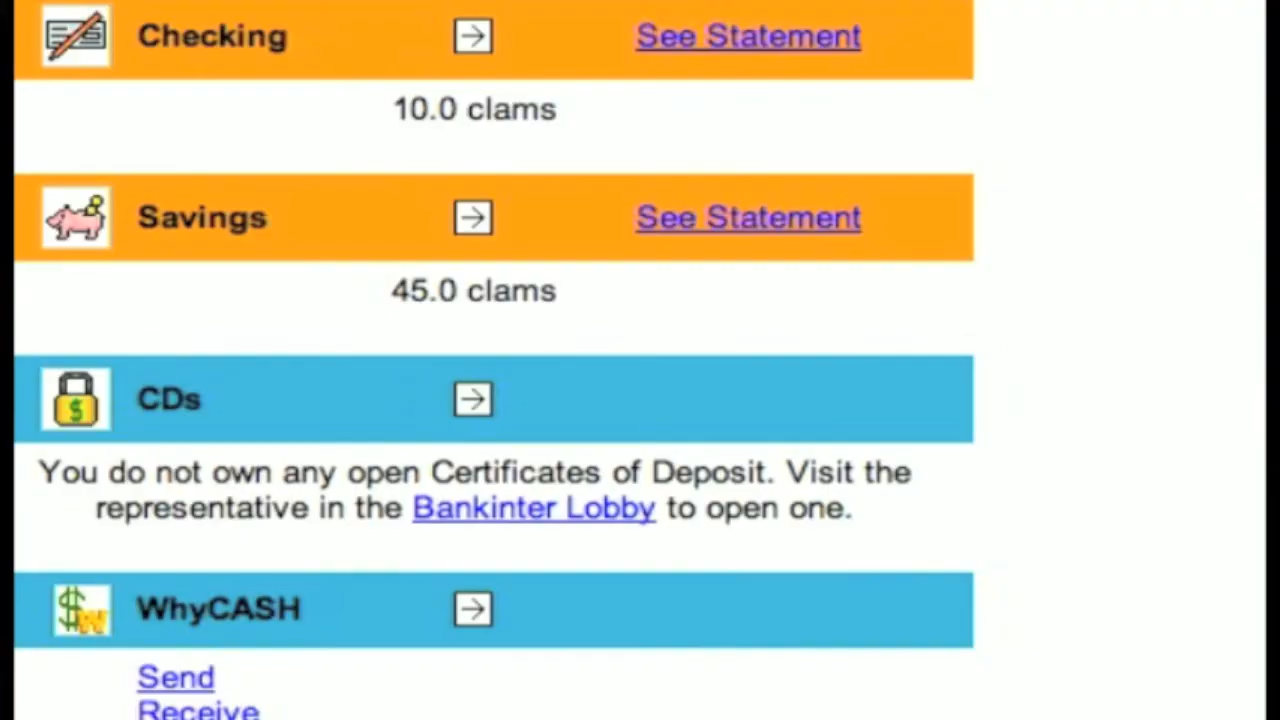 Checking See Statement
10.0 clams
Savings See Statement
45.0 clams
CDs
You do not own any open Certificates of Deposit. Visit the
representative in the Bankinter Lobby to open one.
WhyCASH
Send
Receive